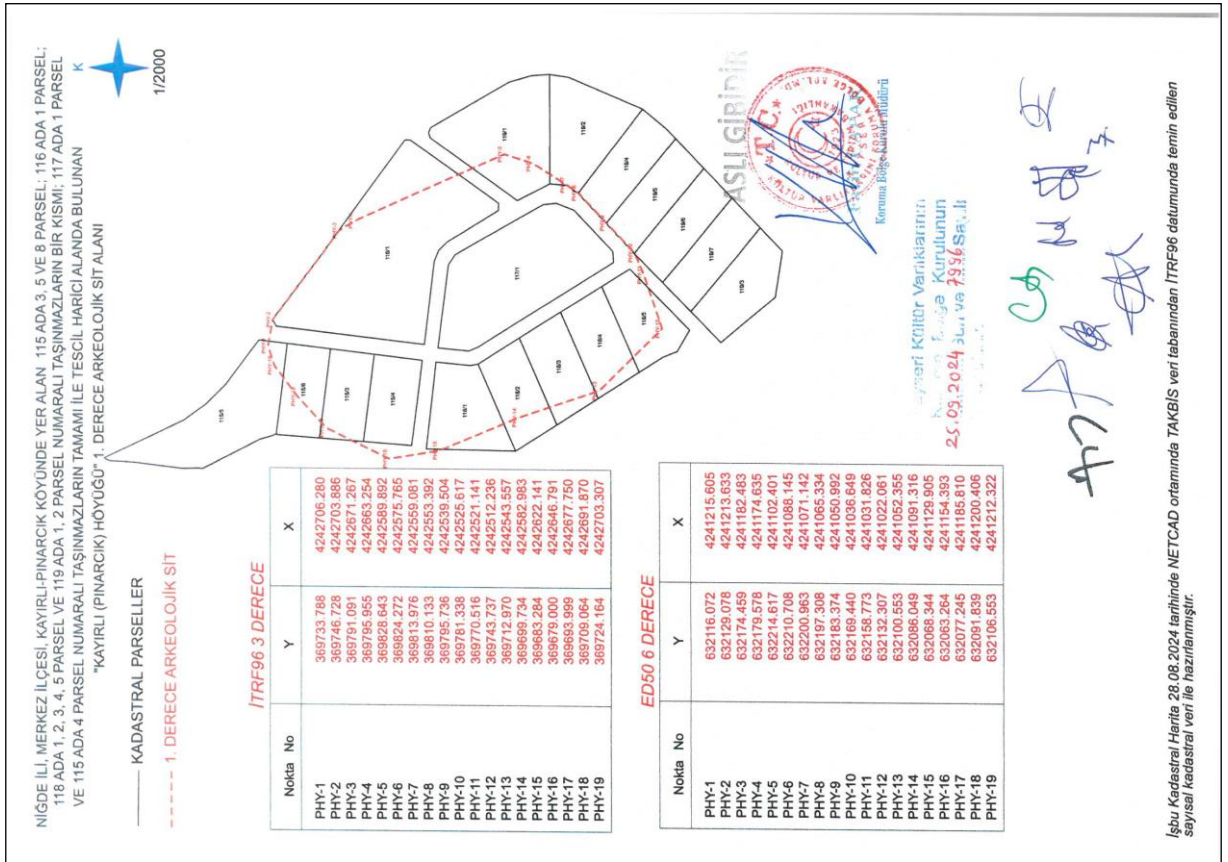 NİĞDE İLİ, MERKEZ İLÇESİ, KAYIRLI-PINARCIK KÖYÜNDE YER ALAN 115 ADA 3, 5 VE 8 PARSEL; 116 ADA 1 PARSEL;
118 ADA 1, 2, 3, 4, 5 PARSEL VE 119 ADA 1, 2 PARSEL NUMARALI TAŞINMAZLARIN BİR KISMI; 117 ADA 1 PARSEL
VE 115 ADA 4 PARSEL NUMARALI TAŞINMAZLARIN TAMAMI İLE TESCİL HARİCİ ALANDA BULUNAN
"KAYIRLI (PINARCIK) HÖYÜĞÜ" 1. DERECE ARKEOLOJİK SİT ALANI
K
1/2000
KADASTRAL PARSELLER
1. DERECE ARKEOLOJİK SİT
İTRF96 3 DERECE
Nokta No Y X
PHY-1 369733.788 4242706.280
PHY-2 369746.728 4242703.886
PHY-3 369791.091 4242671.267
PHY-4 369795.955 4242663.254
PHY-5 369828.643 4242589.892
PHY-6 369824.272 4242575.765
PHY-7 369813.976 4242559.081
PHY-8 369810.133 4242553.392
PHY-9 369795.736 4242539.504
PHY-10 369781.338 4242525.617
PHY-11 369770.516 4242521.141
PHY-12 369743.737 4242512.236
PHY-13 369712.970 4242543.557
PHY-14 369699.734 4242582.983
PHY-15 369683.284 4242622.141
PHY-16 369679.000 4242646.791
PHY-17 369693.999 4242677.750
PHY-18 369709.064 4242691.870
PHY-19 369724.164 4242703.307
ED50 6 DERECE
Nokta No Y X
PHY-1 632116.072 4241215.605
PHY-2 632129.078 4241213.633
PHY-3 632174.459 4241182.483
PHY-4 632179.578 4241174.635
PHY-5 632214.617 4241102.401
PHY-6 632210.708 4241088.145
PHY-7 632200.963 4241071.142
PHY-8 632197.308 4241065.334
PHY-9 632183.374 4241050.992
PHY-10 632169.440 4241036.649
PHY-11 632158.773 4241031.826
PHY-12 632132.307 4241022.061
PHY-13 632100.553 4241052.355
PHY-14 632086.049 4241091.316
PHY-15 632068.344 4241129.905
PHY-16 632063.264 4241154.393
PHY-17 632077.245 4241185.810
PHY-18 632091.839 4241200.406
PHY-19 632106.553 4241212.322
115/5
115/3
115/4
116/1
117/1
118/1
118/2
118/3
118/4
118/5
119/1
119/2
119/4
119/5
119/6
119/7
119/3
ASLI GİBİDİR
T.C.
Koruma Bölge Kurulu Müdürü
Kültür Varlıklarının
Kurulunun
25.09.2024
İşbu Kadastral Harita 28.08.2024 tarihinde NETCAD ortamında TAKBİS veri tabanından İTRF96 datumunda temin edilen
sayısal kadastral veri ile hazırlanmıştır.